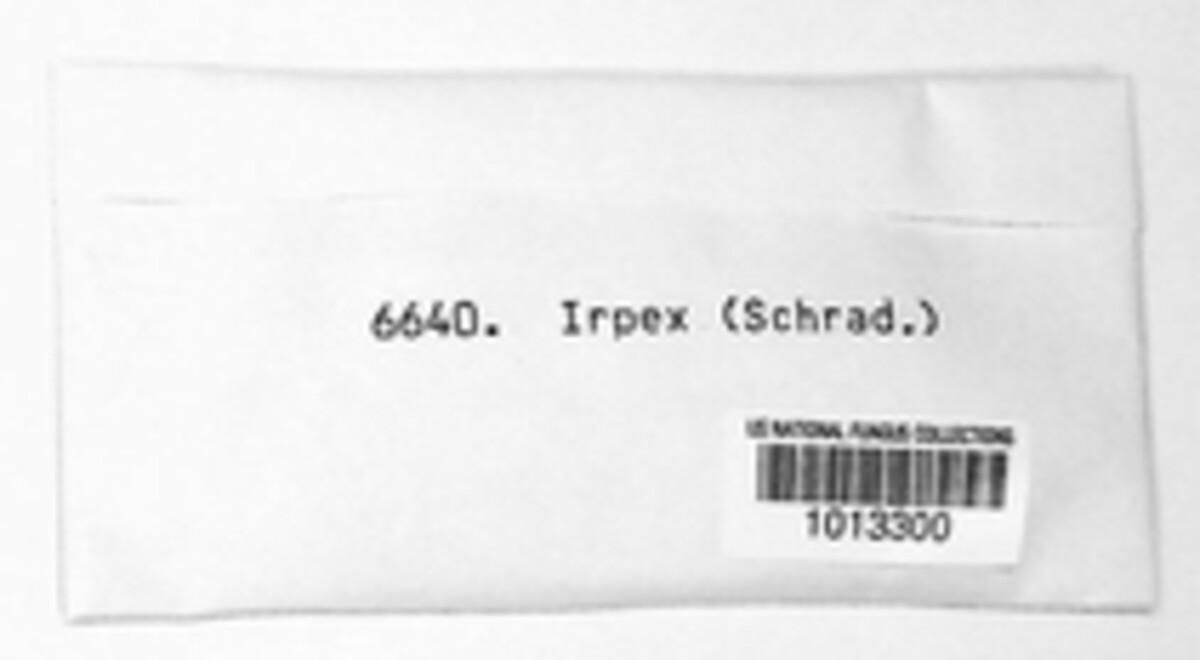 6640. Irpex (Schrad.)
US NATIONAL FUNGUS COLLECTIONS
1013300